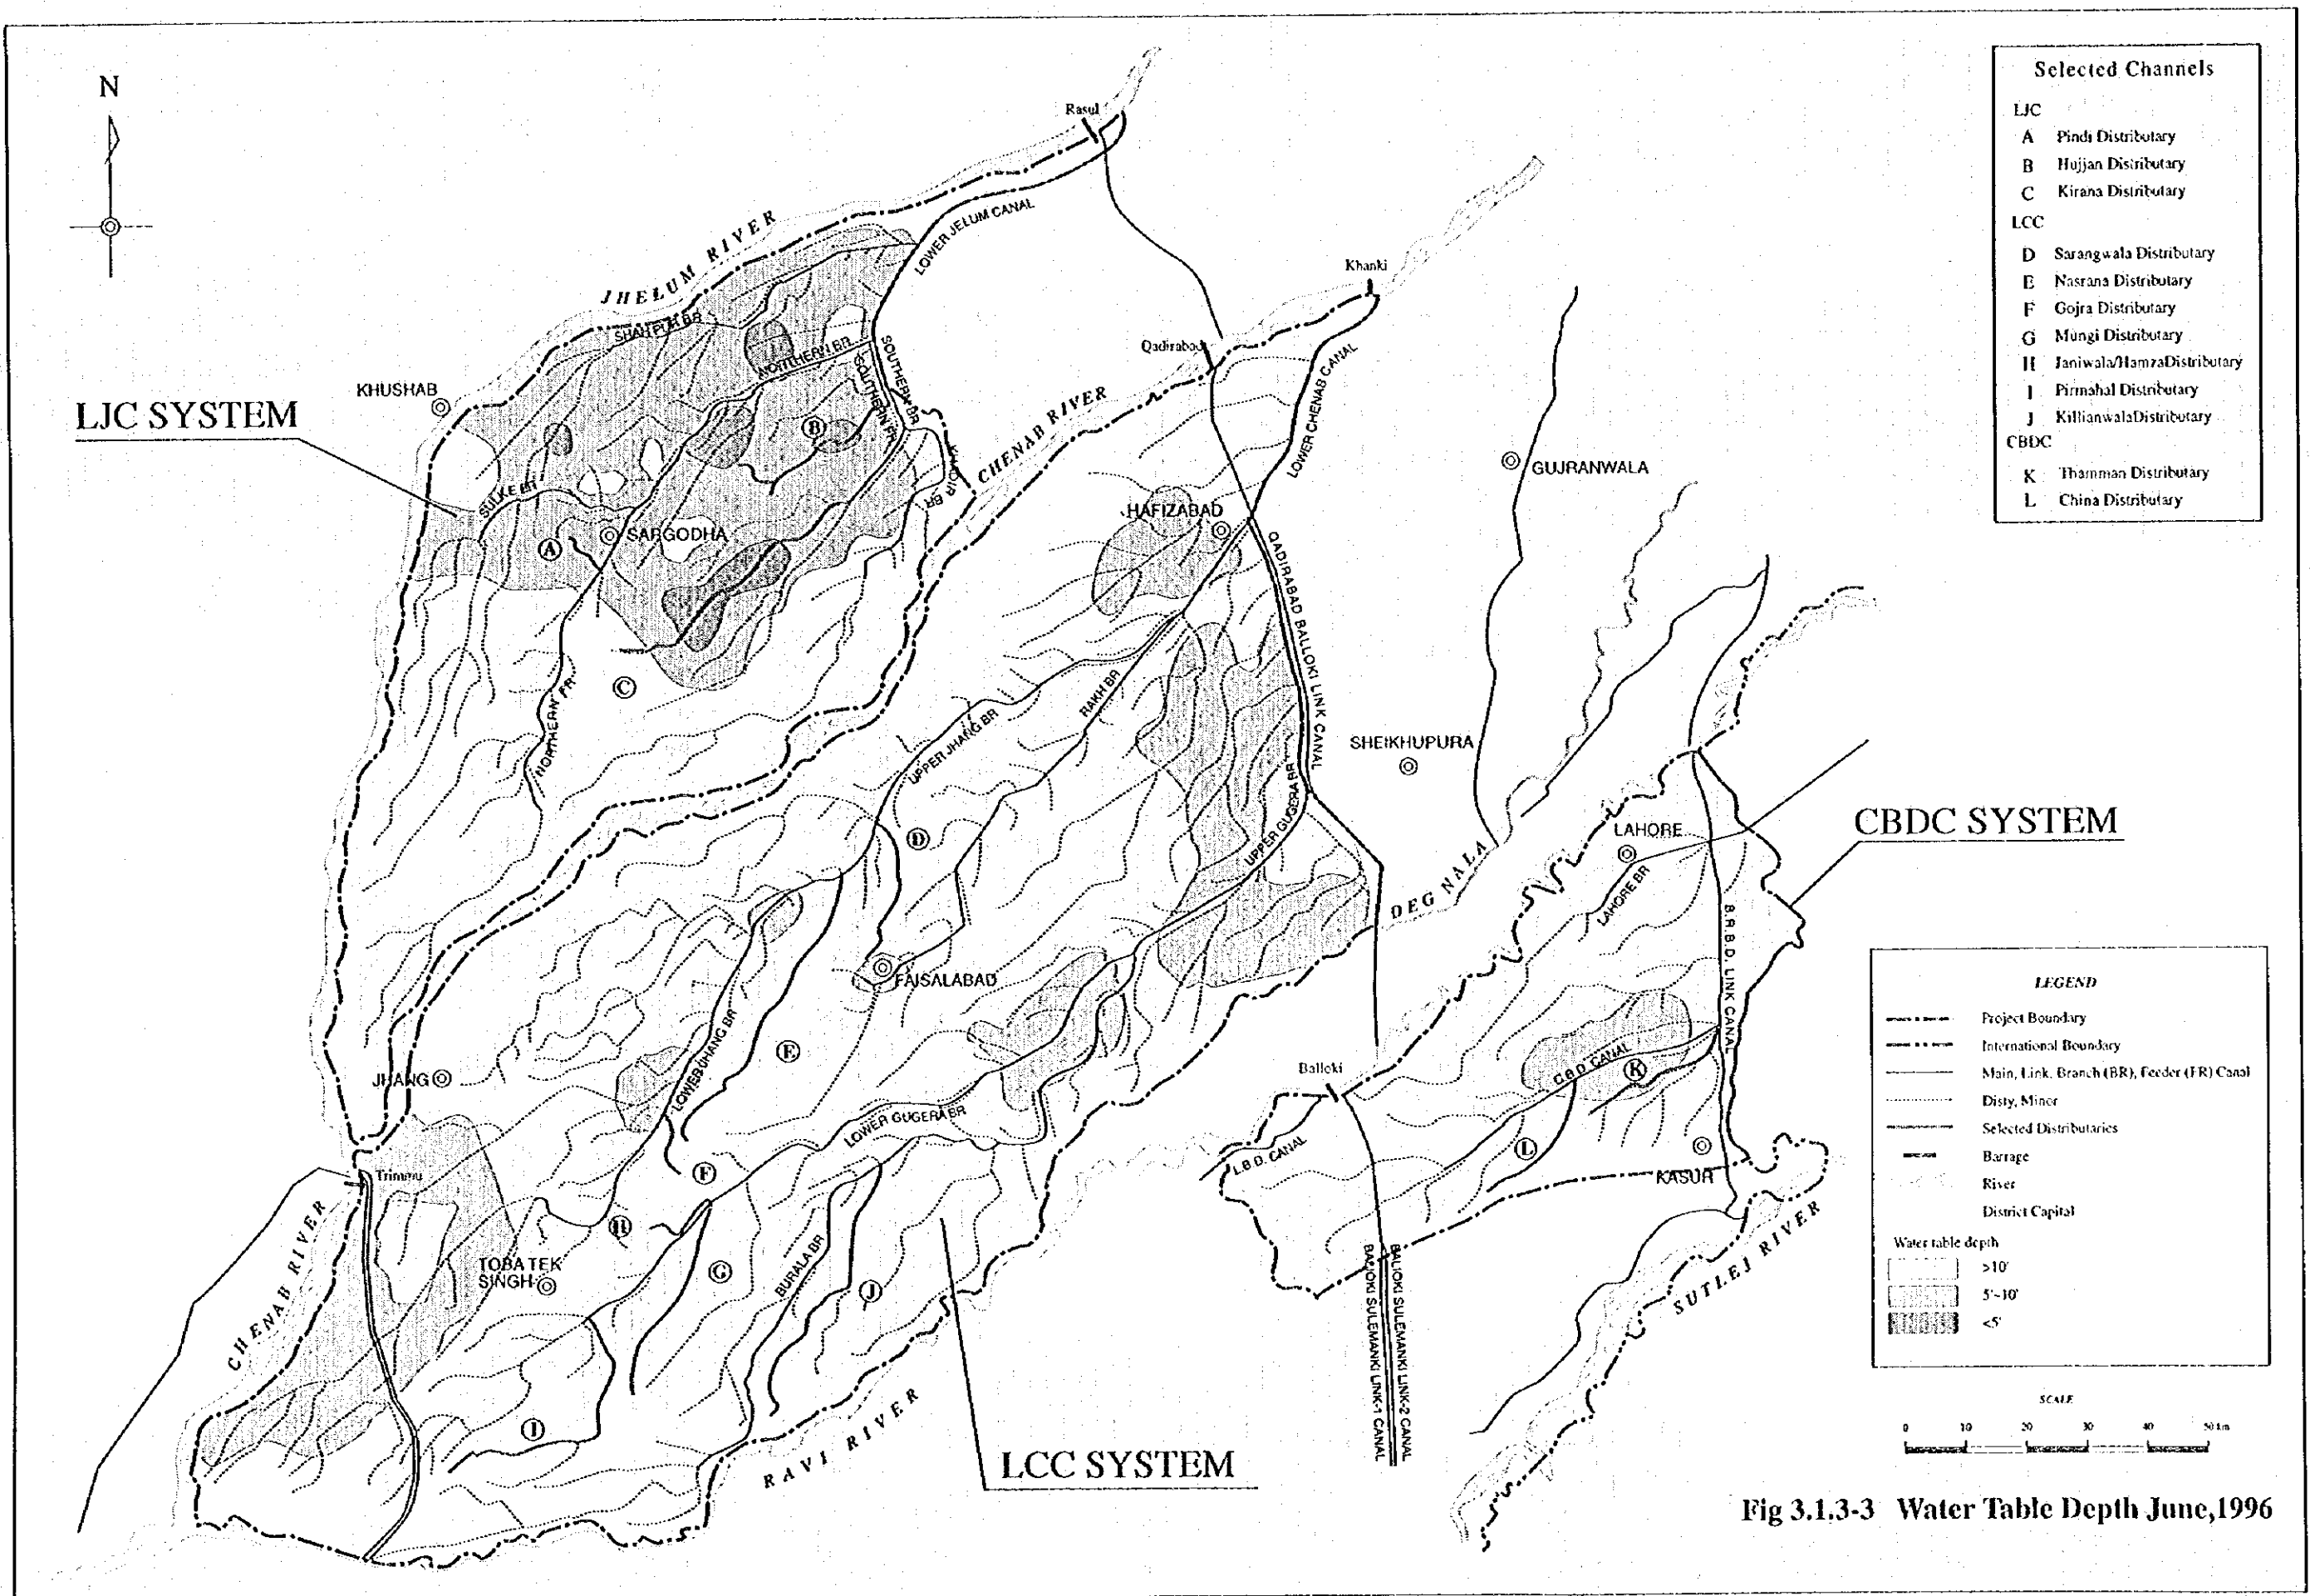 N
Rasul
JHELUM RIVER
LOWER JELUM CANAL
Khanki
Qadirabad
SHAHPUR BR
NORTHERN BR
SOUTHERN BR
SOUTHERN FR
KHADIR BR
CHENAB RIVER
LOWER CHENAB CANAL
KHUSHAB
LJC SYSTEM
B
SULKE BR
A
SARGODHA
HAFIZABAD
GUJRANWALA
QADIRABAD BALLOKI LINK CANAL
C
NORTHERN FR
UPPER JHANG BR
RAKH BR
SHEIKHUPURA
UPPER GUGERA BR
D
DEG NALA
LAHORE
LAHORE BR
CBDC SYSTEM
B.R.B.D. LINK CANAL
FAISALABAD
LOWER JHANG BR
E
JHANG
LOWER GUGERA BR
Balloki
C.B.D. CANAL
K
L
L.B.D. CANAL
KASUR
Trimmu
F
H
G
TOBA TEK
SINGH
BURALA BR
J
I
CHENAB RIVER
RAVI RIVER
BALIOKI SULEMANKI LINK-1 CANAL
BALIOKI SULEMANKI LINK-2 CANAL
SUTLEJ RIVER
LCC SYSTEM
Selected Channels
LJC
A Pindi Distributary
B Hujjan Distributary
C Kirana Distributary
LCC
D Sarangwala Distributary
E Nasrana Distributary
F Gojra Distributary
G Mungi Distributary
H Janiwala/HamzaDistributary
I Pirmahal Distributary
J KillianwalaDistributary
CBDC
K Thamman Distributary
L China Distributary
LEGEND
Project Boundary
International Boundary
Main, Link, Branch (BR), Feeder (FR) Canal
Disty, Minor
Selected Distributaries
Barrage
River
District Capital
Water table depth
>10'
5'~10'
<5'
SCALE
0 10 20 30 40 50 km
Fig 3.1.3-3 Water Table Depth June,1996